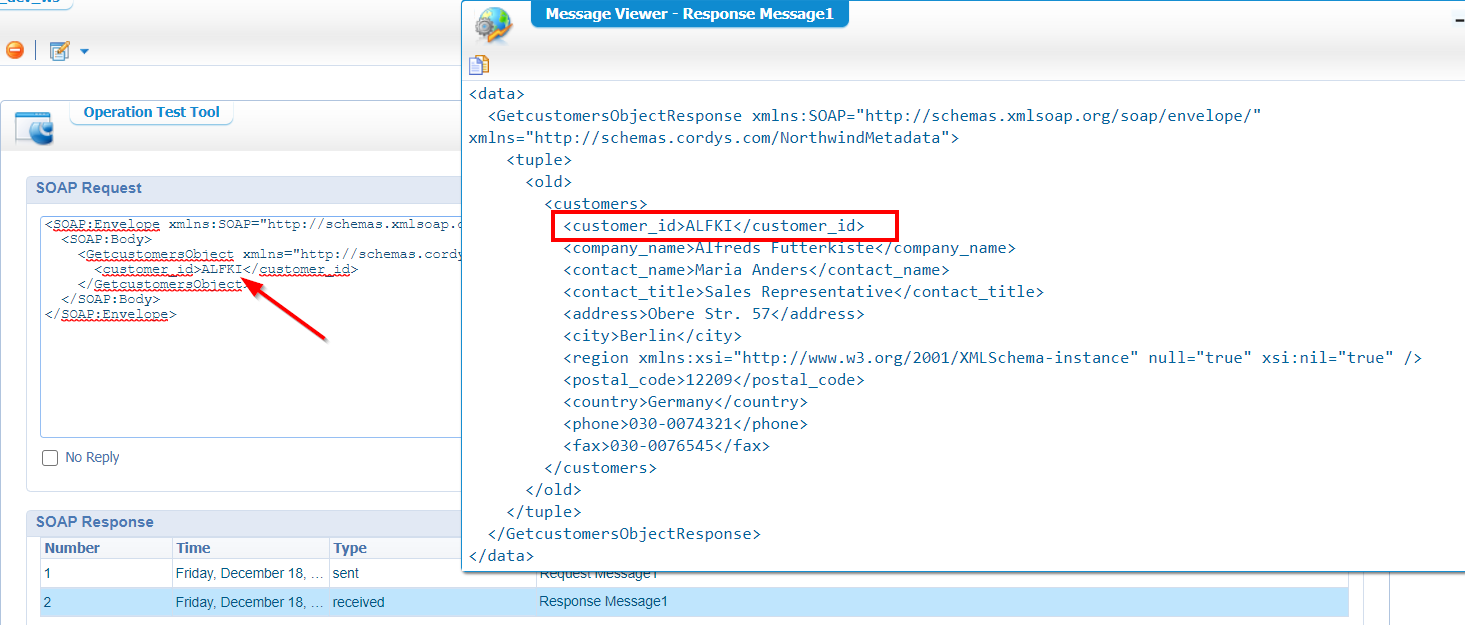 Operation Test Tool
SOAP Request
<SOAP:Envelope xmlns:SOAP="http://schemas.xmlsoap.
<SOAP:Body>
<GetcustomersObject xmlns="http://schemas.cordy
<customer_id>ALFKI</customer_id>
</GetcustomersObject
</SOAP:Body>
</SOAP:Envelope>
No Reply
SOAP Response
Number Time Type
1 Friday, December 18, ... sent Request Message1
2 Friday, December 18, ... received Response Message1
Message Viewer - Response Message1
<data>
<GetcustomersObjectResponse xmlns:SOAP="http://schemas.xmlsoap.org/soap/envelope/"
xmlns="http://schemas.cordys.com/NorthwindMetadata">
<tuple>
<old>
<customers>
<customer_id>ALFKI</customer_id>
<company_name>Alfreds Futterkiste</company_name>
<contact_name>Maria Anders</contact_name>
<contact_title>Sales Representative</contact_title>
<address>Obere Str. 57</address>
<city>Berlin</city>
<region xmlns:xsi="http://www.w3.org/2001/XMLSchema-instance" null="true" xsi:nil="true" />
<postal_code>12209</postal_code>
<country>Germany</country>
<phone>030-0074321</phone>
<fax>030-0076545</fax>
</customers>
</old>
</tuple>
</GetcustomersObjectResponse>
</data>